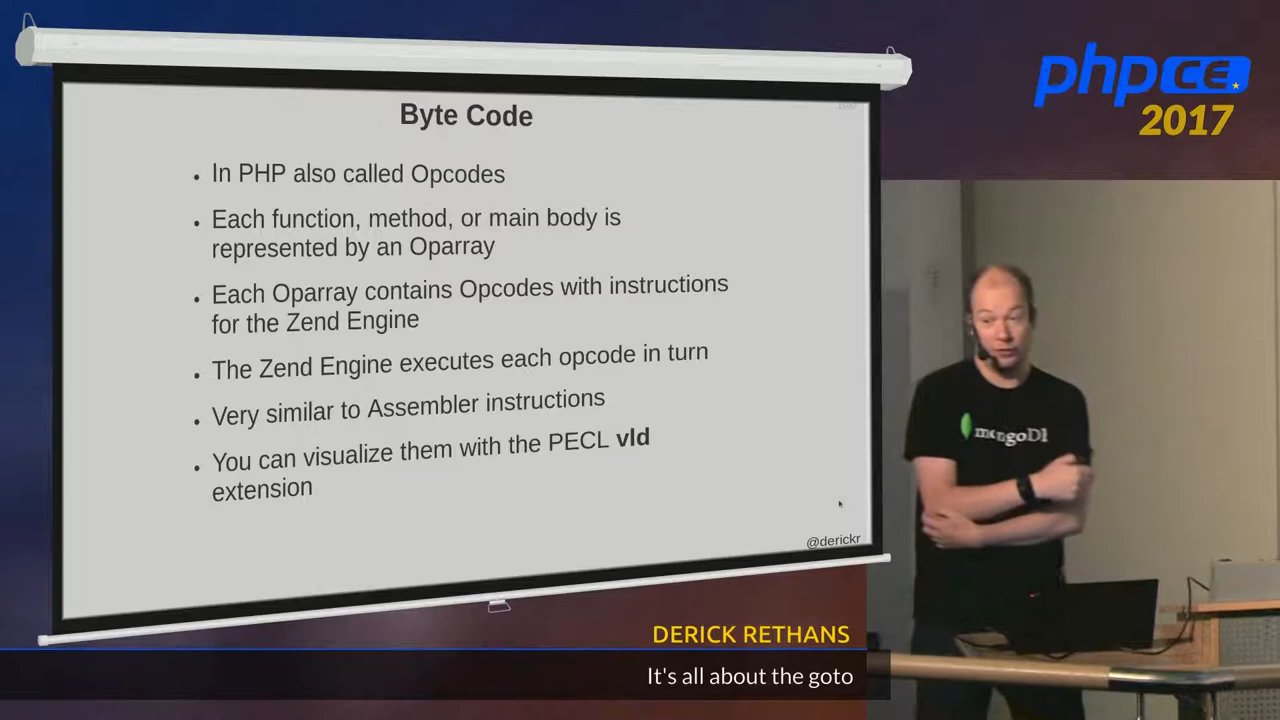 Byte Code
In PHP also called Opcodes
Each function, method, or main body is
represented by an Oparray
Each Oparray contains Opcodes with instructions
for the Zend Engine
The Zend Engine executes each opcode in turn
Very similar to Assembler instructions
You can visualize them with the PECL vld
extension
@derickr
phpCE
2017
mongoDB
DERICK RETHANS
It's all about the goto